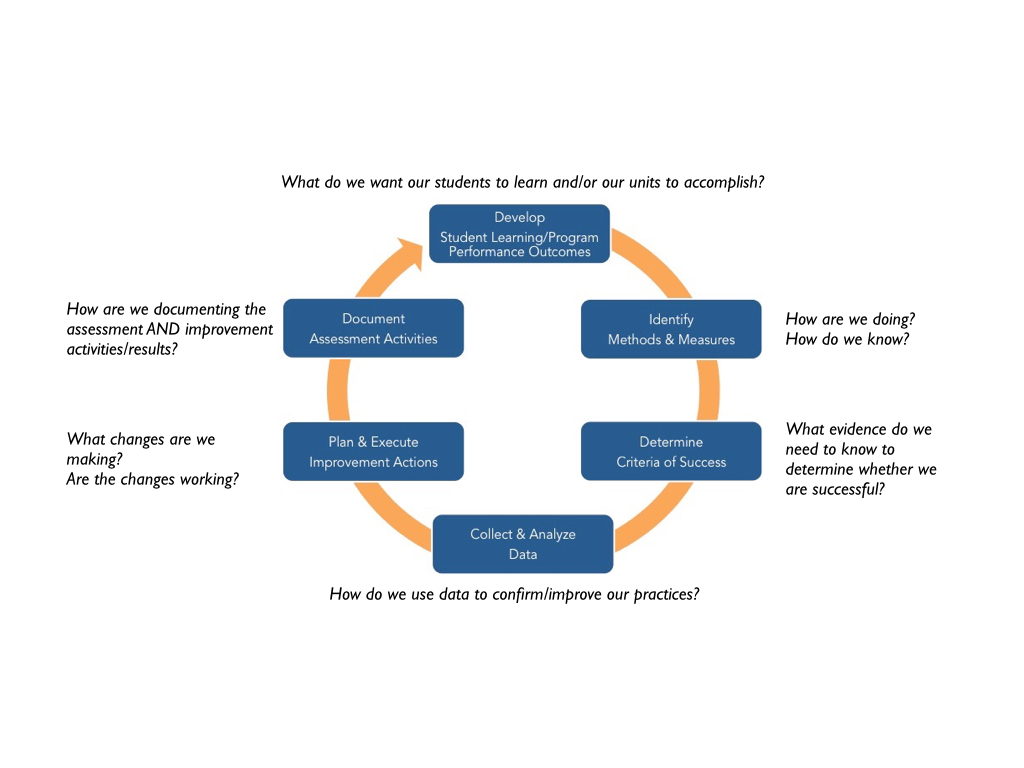 What do we want our students to learn and/or our units to accomplish?
Develop
Student Learning/Program
Performance Outcomes
How are we documenting the
assessment AND improvement
activities/results?
Document
Assessment Activities
Identify
Methods & Measures
How are we doing?
How do we know?
What changes are we
making?
Are the changes working?
Plan & Execute
Improvement Actions
Determine
Criteria of Success
What evidence do we
need to know to
determine whether we
are successful?
Collect & Analyze
Data
How do we use data to confirm/improve our practices?